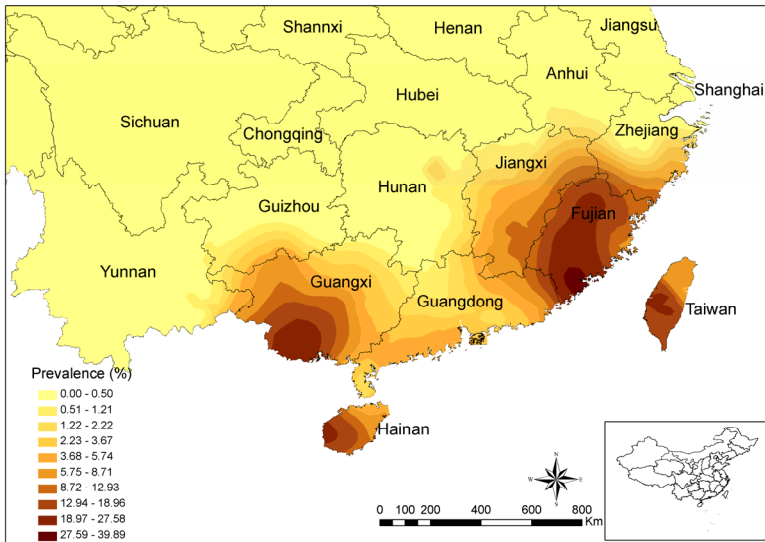 Shannxi
Henan
Jiangsu
Anhui
Shanghai
Hubei
Sichuan
Chongqing
Zhejiang
Jiangxi
Hunan
Guizhou
Fujian
Yunnan
Guangxi
Guangdong
Taiwan
Hainan
Prevalence (%)
0.00 - 0.50
0.51 - 1.21
1.22 - 2.22
2.23 - 3.67
3.68 - 5.74
5.75 - 8.71
8.72 - 12.93
12.94 - 18.96
18.97 - 27.58
27.59 - 39.89
N
W E
S
0 100 200 400 600 800
Km